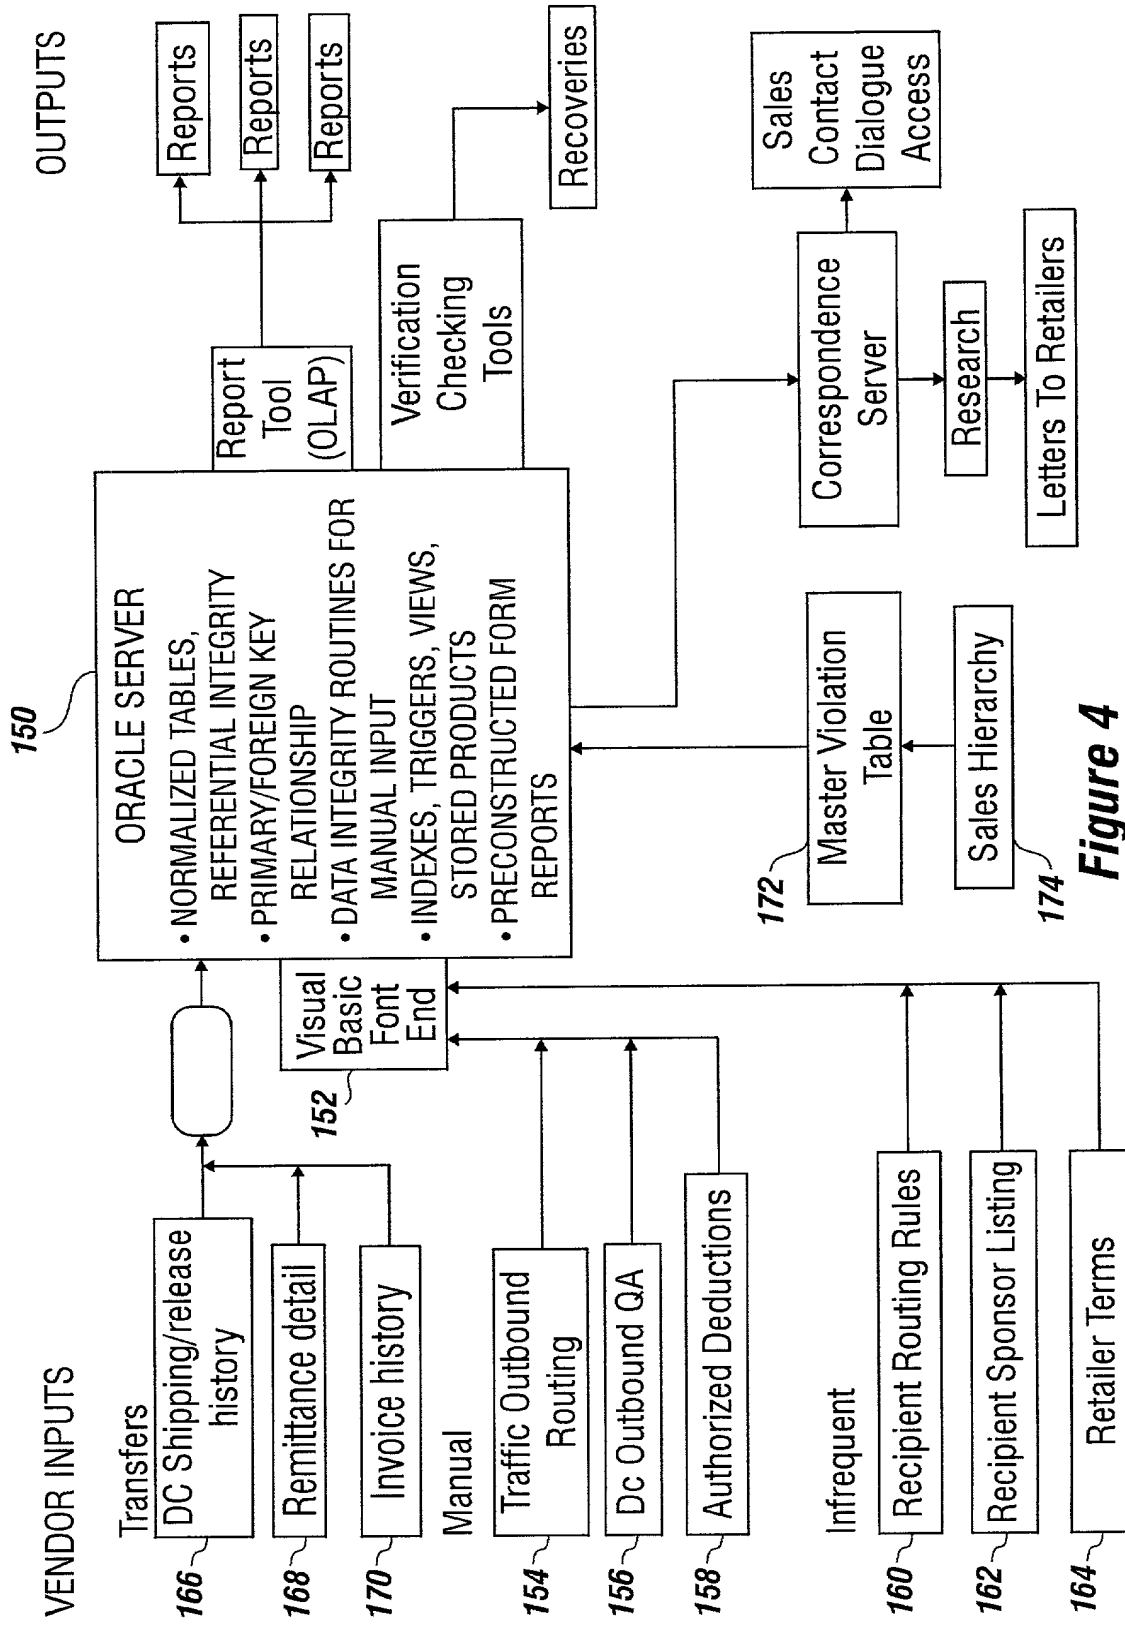 VENDOR INPUTS
Transfers
166
DC Shipping/release
history
168
Remittance detail
170
Invoice history
Manual
154
Traffic Outbound
Routing
156
Dc Outbound QA
158
Authorized Deductions
Infrequent
160
Recipient Routing Rules
162
Recipient Sponsor Listing
164
Retailer Terms
152
Visual
Basic
Font
End
150
ORACLE SERVER
• NORMALIZED TABLES,
REFERENTIAL INTEGRITY
• PRIMARY/FOREIGN KEY
RELATIONSHIP
• DATA INTEGRITY ROUTINES FOR
MANUAL INPUT
• INDEXES, TRIGGERS, VIEWS,
STORED PRODUCTS
• PRECONSTRUCTED FORM
REPORTS
172
Master Violation
Table
174
Sales Hierarchy
OUTPUTS
Report
Tool
(OLAP)
Reports
Reports
Reports
Verification
Checking
Tools
Recoveries
Correspondence
Server
Sales
Contact
Dialogue
Access
Research
Letters To Retailers
Figure 4